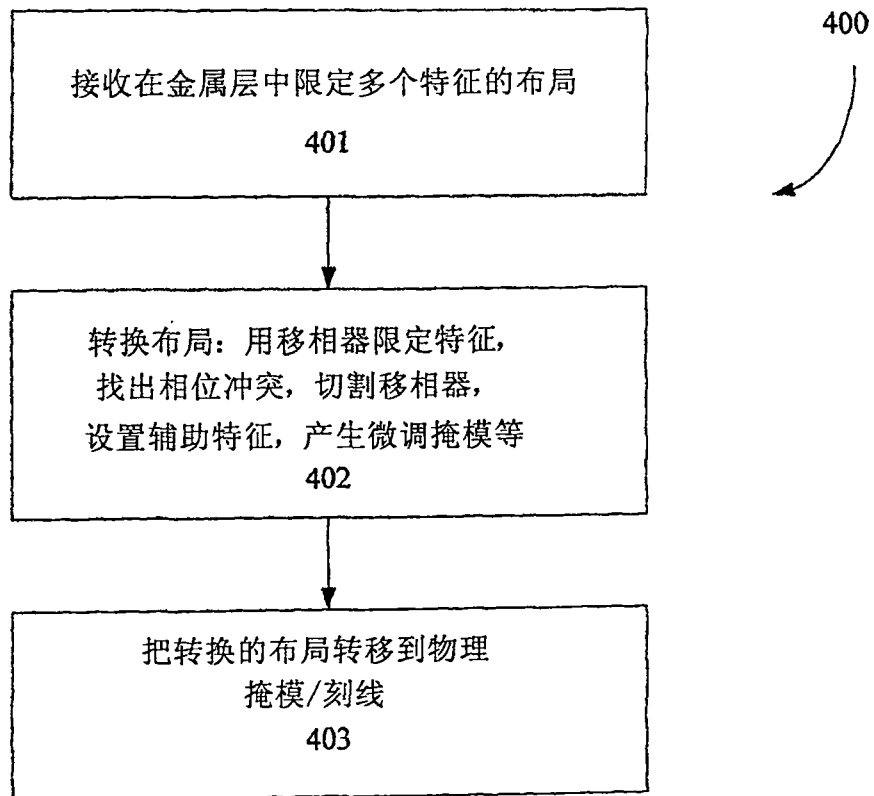 400
接收在金属层中限定多个特征的布局
401
转换布局：用移相器限定特征，
找出相位冲突，切割移相器，
设置辅助特征，产生微调掩模等
402
把转换的布局转移到物理
掩模/刻线
403